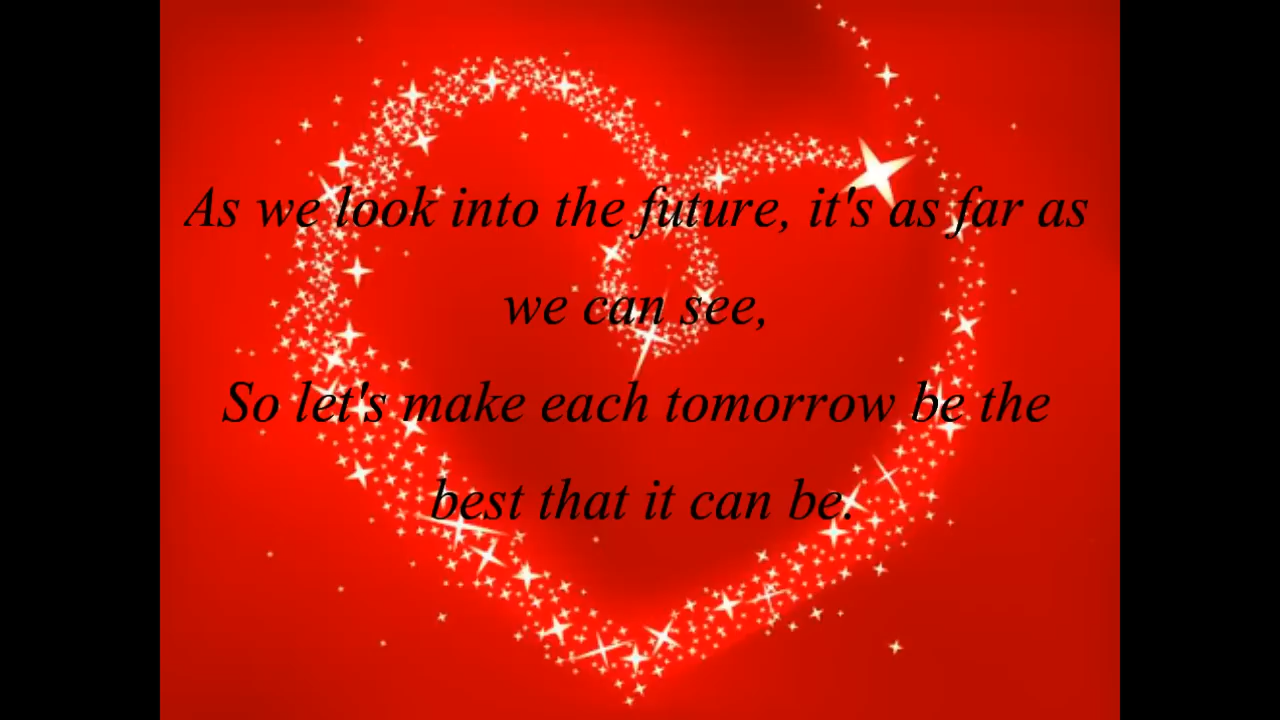 As we look into the future, it's as far as
we can see,
So let's make each tomorrow be the
best that it can be.